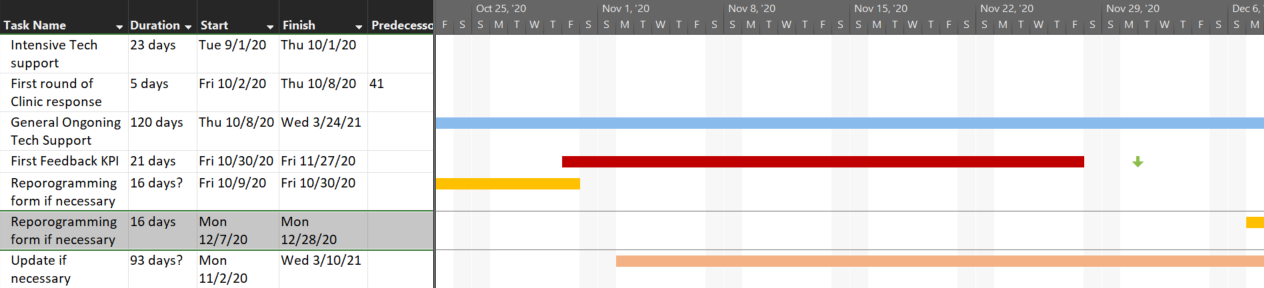 Oct 25, '20 Nov 1, '20 Nov 8, '20 Nov 15, '20 Nov 22, '20 Nov 29, '20 Dec 6, '
Task Name Duration Start Finish Predecesso F S S M T W T F S S M T W T F S S M T W T F S S M T W T F S S M T W T F S S M T W T F S S M
Intensive Tech 23 days Tue 9/1/20 Thu 10/1/20
support
First round of 5 days Fri 10/2/20 Thu 10/8/20 41
Clinic response
General Ongoning 120 days Thu 10/8/20 Wed 3/24/21
Tech Support
First Feedback KPI 21 days Fri 10/30/20 Fri 11/27/20
Reporogramming 16 days? Fri 10/9/20 Fri 10/30/20
form if necessary
Reporogramming 16 days Mon Mon
form if necessary 12/7/20 12/28/20
Update if 93 days? Mon Wed 3/10/21
necessary 11/2/20